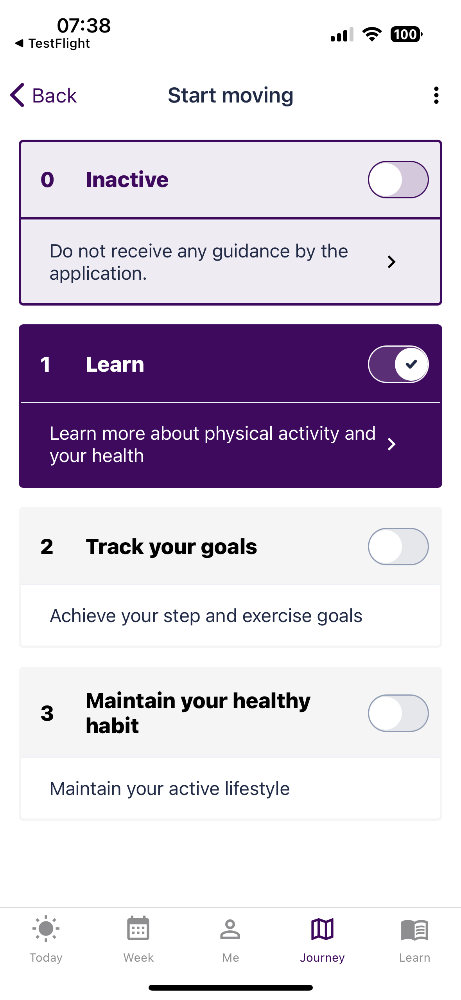 07:38
100
◀ TestFlight
Back
Start moving
0 Inactive
Do not receive any guidance by the
application.
1 Learn
Learn more about physical activity and
your health
2 Track your goals
Achieve your step and exercise goals
3 Maintain your healthy
habit
Maintain your active lifestyle
Today Week Me Journey Learn